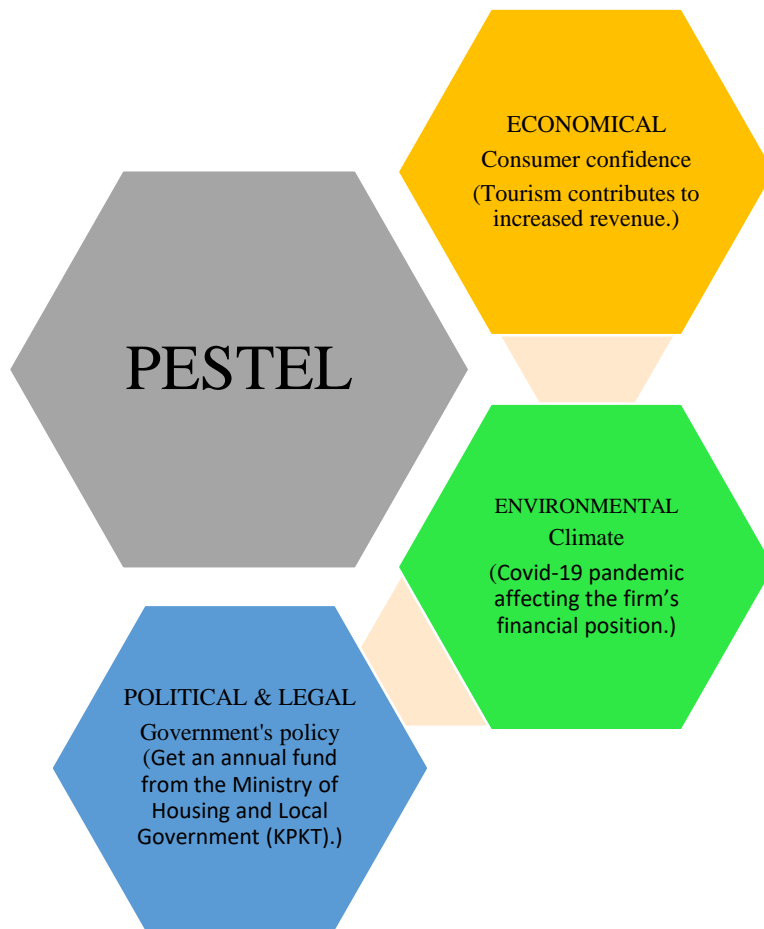 PESTEL
ECONOMICAL
Consumer confidence
(Tourism contributes to
increased revenue.)
ENVIRONMENTAL
Climate
(Covid-19 pandemic
affecting the firm’s
financial position.)
POLITICAL & LEGAL
Government's policy
(Get an annual fund
from the Ministry of
Housing and Local
Government (KPKT).)